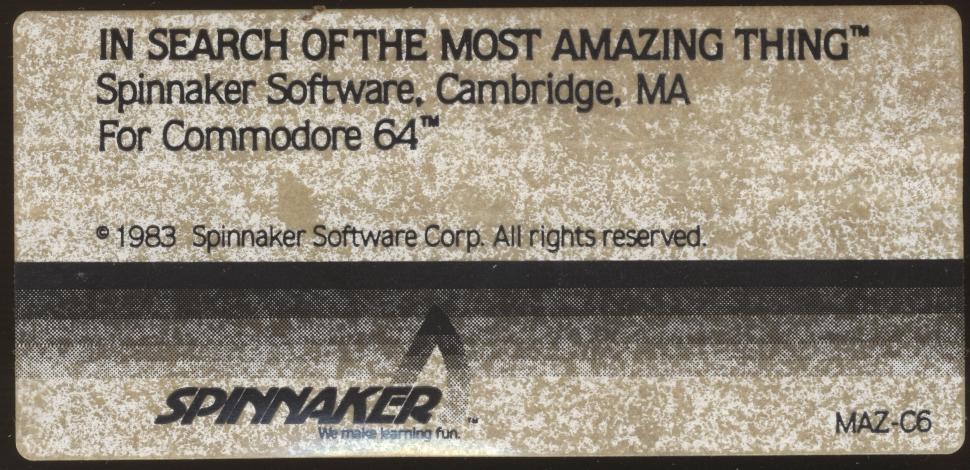 IN SEARCH OF THE MOST AMAZING THING™
Spinnaker Software, Cambridge, MA
For Commodore 64™
© 1983 Spinnaker Software Corp. All rights reserved.
SPINNAKER™
We make learning fun.
MAZ-C6